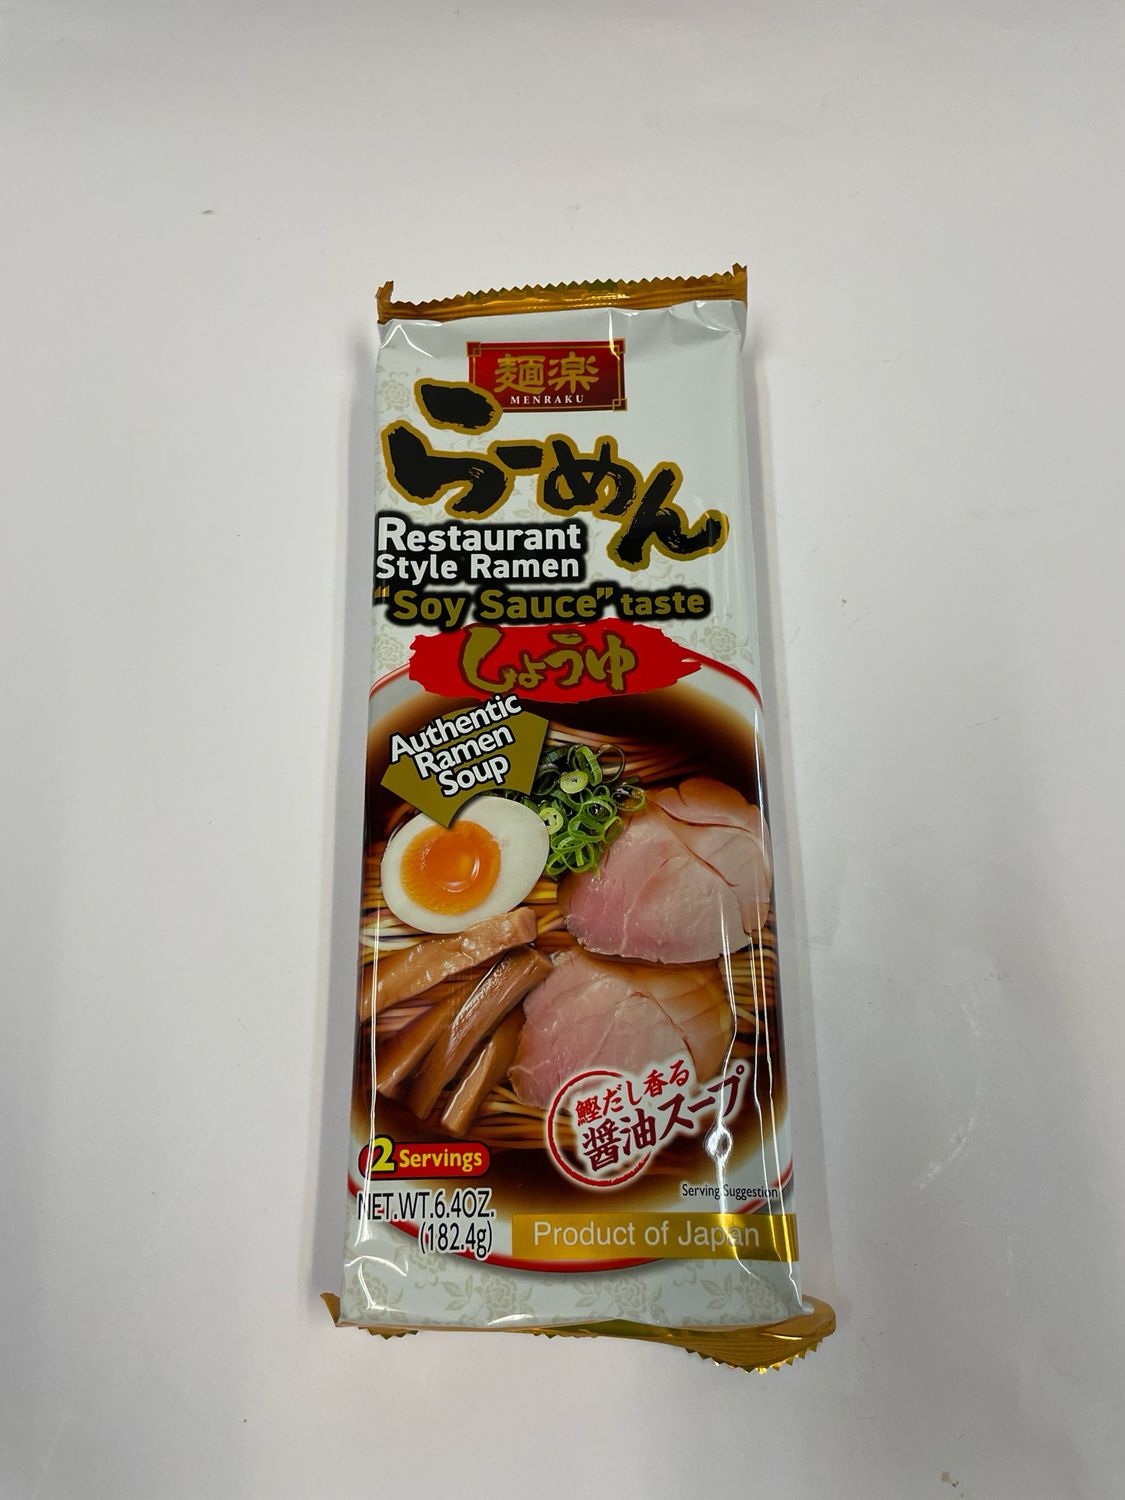 麺楽
MENRAKU
らーめん
Restaurant
Style Ramen
"Soy Sauce" taste
しょうゆ
Authentic
Ramen
Soup
鰹だし香る
醤油スープ
2 Servings
Serving Suggestion
NET.WT.6.4OZ.
(182.4g)
Product of Japan